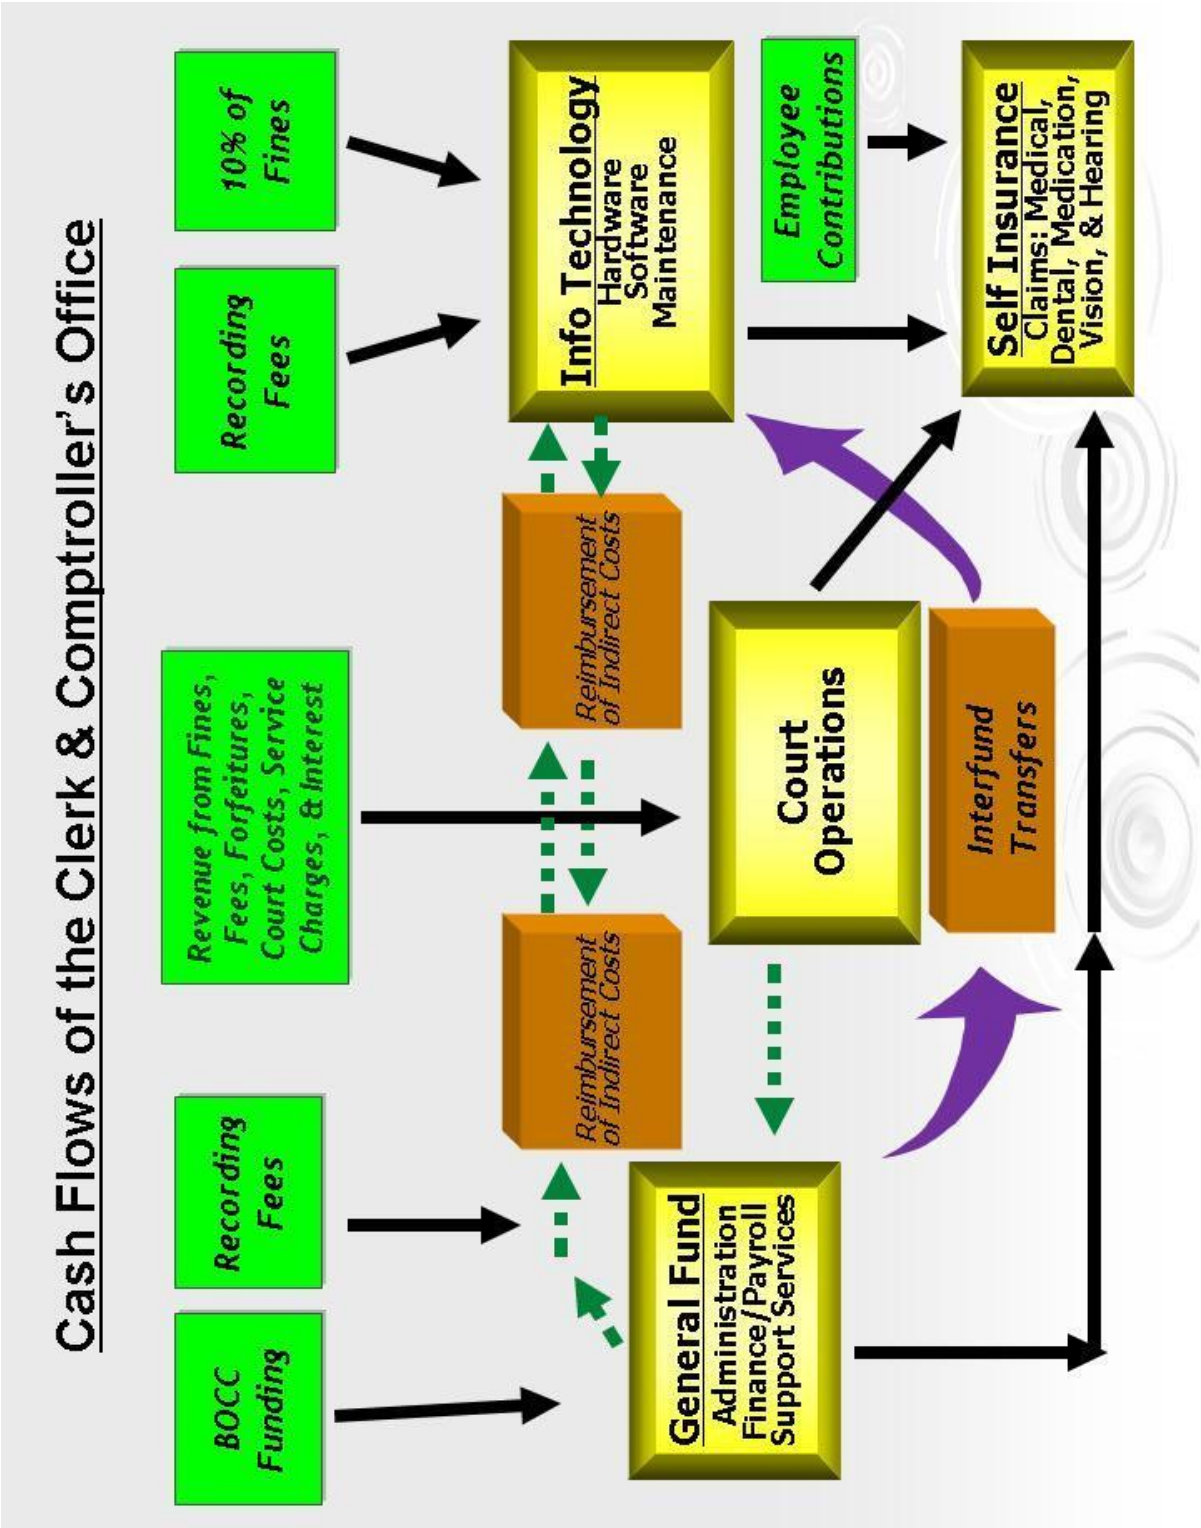 Cash Flows of the Clerk & Comptroller's Office
BOCC
Funding
Recording
Fees
Revenue from Fines,
Fees, Forfeitures,
Court Costs, Service
Charges, & Interest
Recording
Fees
10% of
Fines
Reimbursement
of Indirect Costs
Reimbursement
of Indirect Costs
Info Technology
Hardware
Software
Maintenance
General Fund
Administration
Finance/Payroll
Support Services
Court
Operations
Employee
Contributions
Interfund
Transfers
Self Insurance
Claims: Medical,
Dental, Medication,
Vision, & Hearing